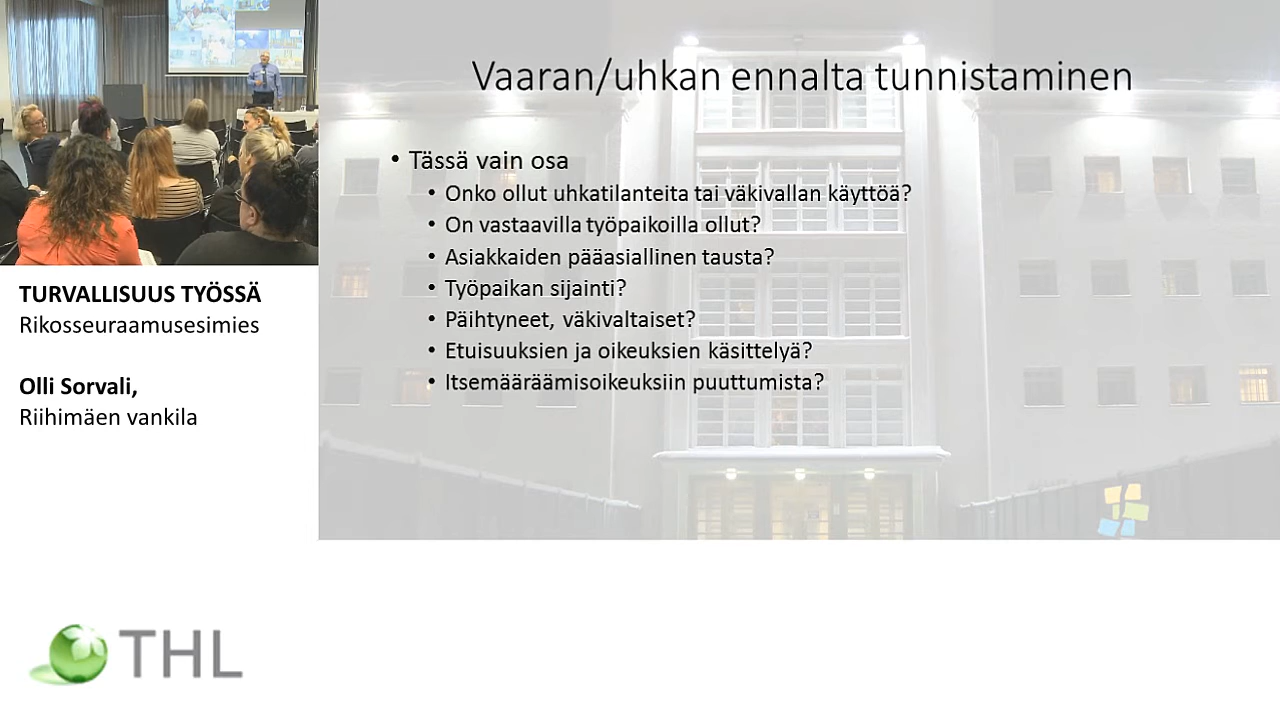 TURVALLISUUS TYÖSSÄ
Rikosseuraamusesimies
Olli Sorvali,
Riihimäen vankila
Vaaran/uhkan ennalta tunnistaminen
• Tässä vain osa
• Onko ollut uhkatilanteita tai väkivallan käyttöä?
• On vastaavilla työpaikoilla ollut?
• Asiakkaiden pääasiallinen tausta?
• Työpaikan sijainti?
• Päihtyneet, väkivaltaiset?
• Etuisuuksien ja oikeuksien käsittelyä?
• Itsemääräämisoikeuksiin puuttumista?
THL